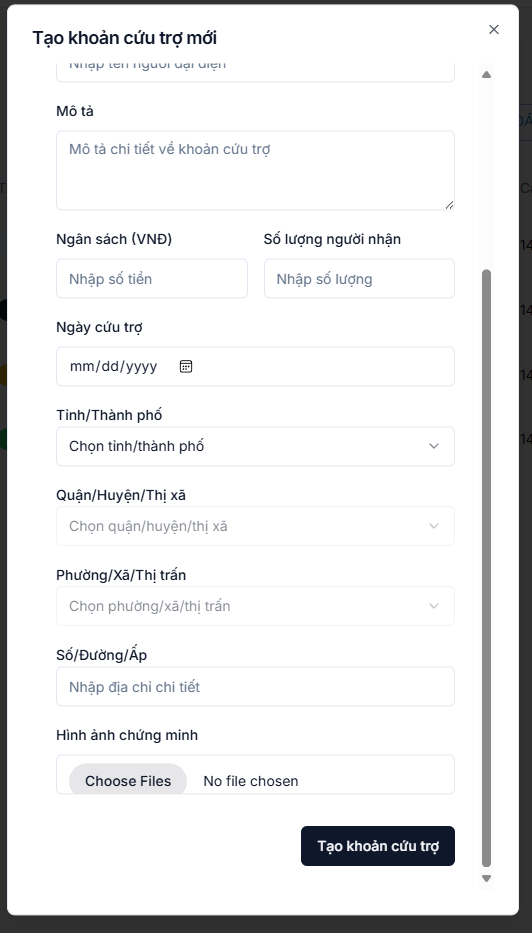 Tạo khoản cứu trợ mới
Nhập tên người đại diện
Mô tả
Mô tả chi tiết về khoản cứu trợ
Ngân sách (VNĐ)
Số lượng người nhận
Nhập số tiền
Nhập số lượng
Ngày cứu trợ
mm/dd/yyyy
Tỉnh/Thành phố
Chọn tỉnh/thành phố
Quận/Huyện/Thị xã
Chọn quận/huyện/thị xã
Phường/Xã/Thị trấn
Chọn phường/xã/thị trấn
Số/Đường/Ấp
Nhập địa chỉ chi tiết
Hình ảnh chứng minh
Choose Files No file chosen
Tạo khoản cứu trợ